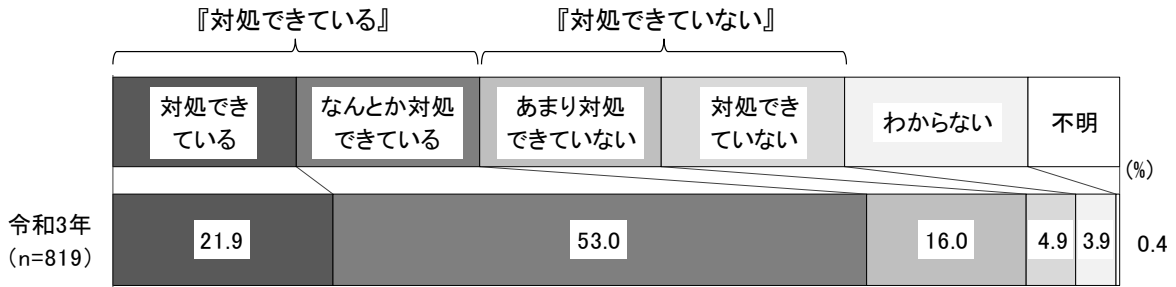 『対処できている』 『対処できていない』
対処でき
ている
なんとか対処
できている
あまり対処
できていない
対処でき
ていない
わからない
不明
(%)
令和3年
(n=819)
21.9 53.0 16.0 4.9 3.9 0.4